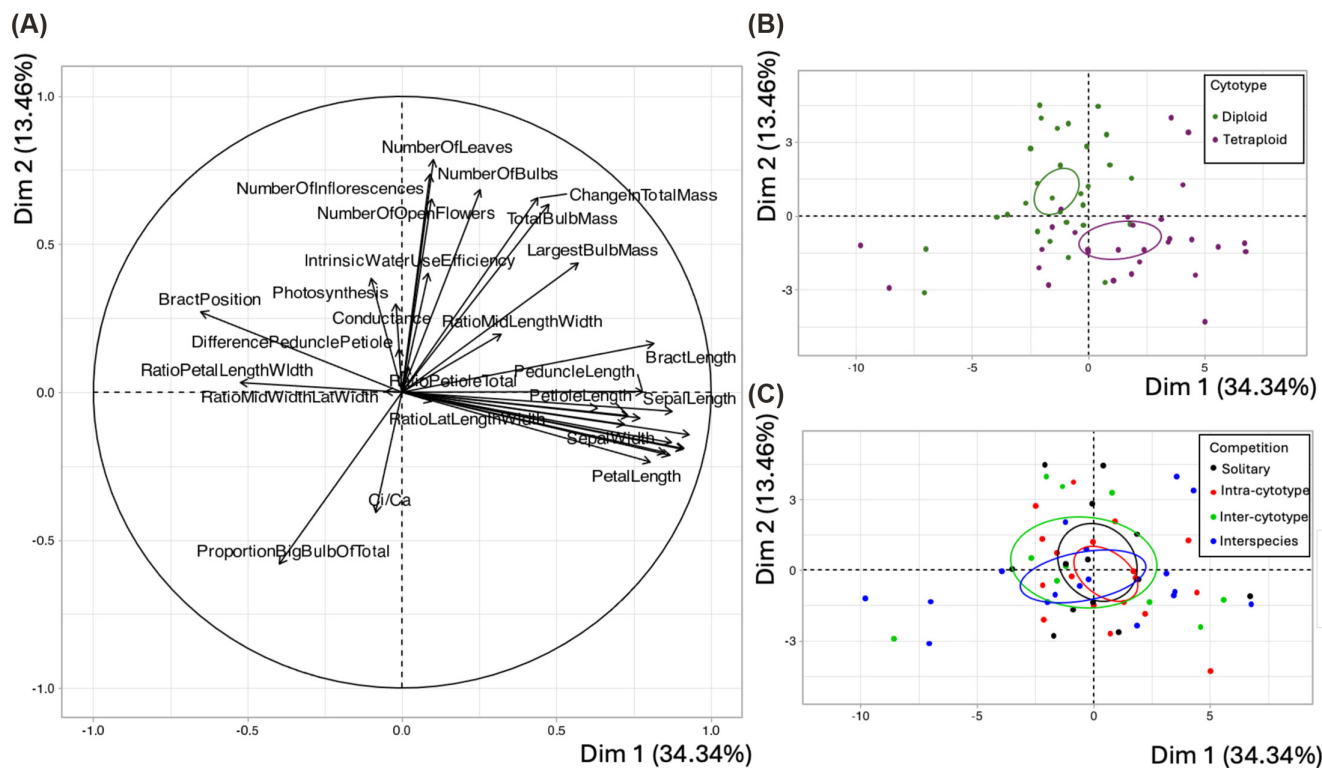 (A)
Dim 2 (13.46%)
1.0
0.5
0.0
-0.5
-1.0
NumberOfLeaves
NumberOfBulbs
NumberOfInflorescences
ChangeInTotalMass
NumberOfOpenFlowers
TotalBulbMass
LargestBulbMass
IntrinsicWaterUseEfficiency
Photosynthesis
BractPosition
Conductance
RatioMidLengthWidth
DifferencePedunclePetiole
BractLength
RatioPetalLengthWIdth
PeduncleLength
RatioPetioleTotal
RatioMidWidthLatWidth
PetioleLength
SepalLength
RatioLatLengthWidth
SepalWidth
PetalLength
Ci/Ca
ProportionBigBulbOfTotal
-1.0 -0.5 0.0 0.5 1.0
Dim 1 (34.34%)
(B)
Dim 2 (13.46%)
3
0
-3
Cytotype
Diploid
Tetraploid
-10 -5 0 5
Dim 1 (34.34%)
(C)
Dim 2 (13.46%)
3
0
-3
Competition
Solitary
Intra-cytotype
Inter-cytotype
Interspecies
-10 -5 0 5
Dim 1 (34.34%)